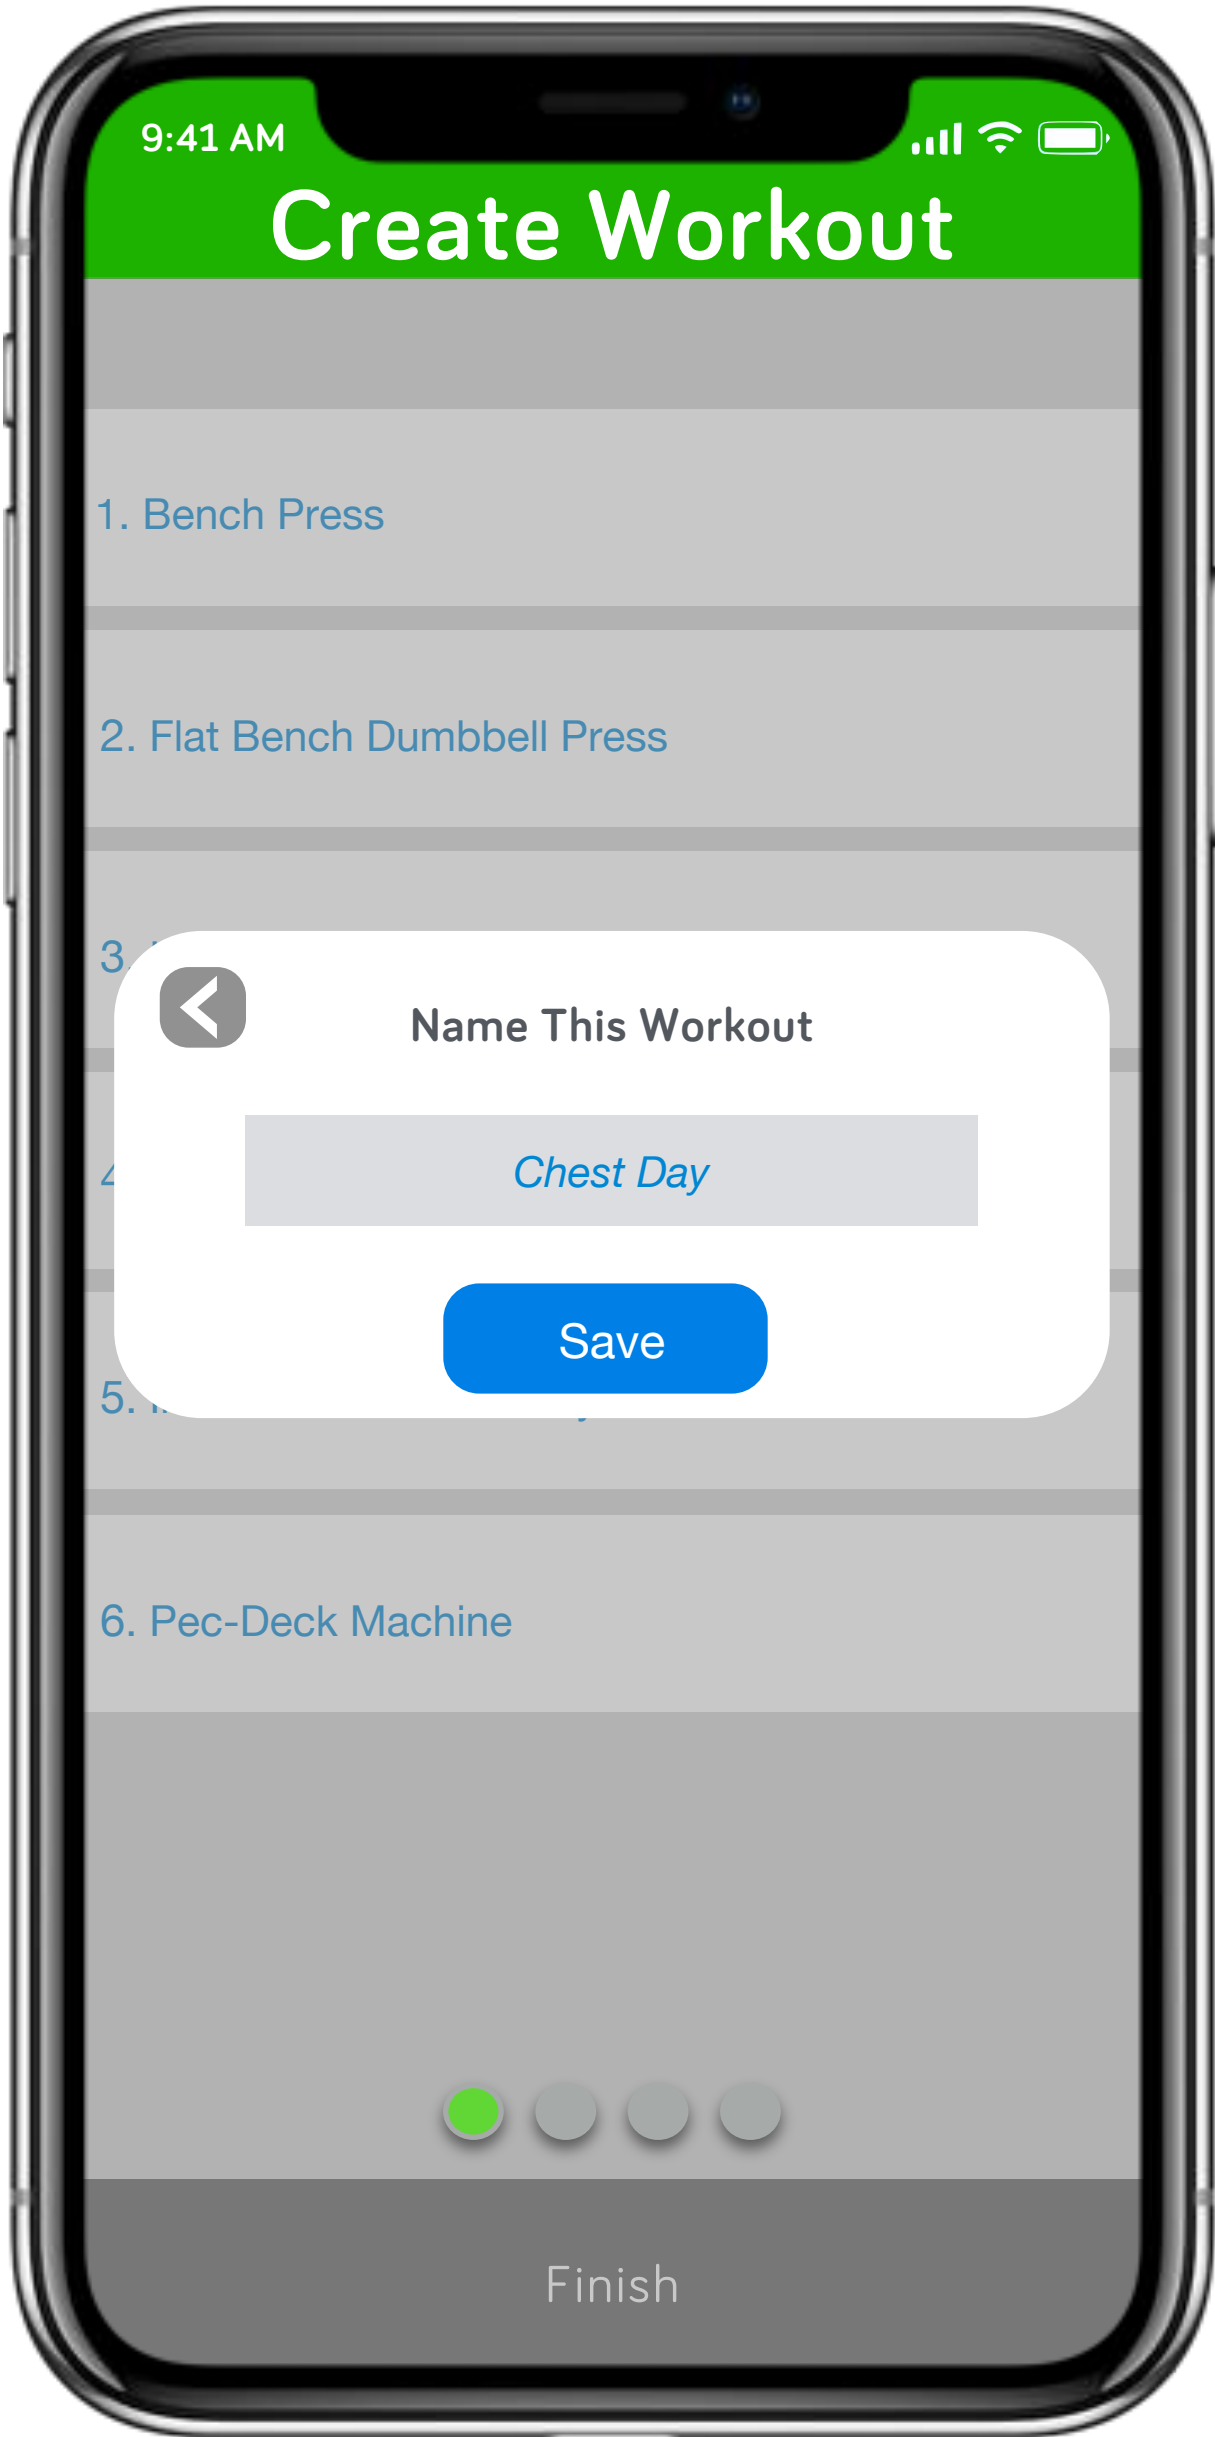 9:41 AM
Create Workout
1. Bench Press
2. Flat Bench Dumbbell Press
3.
Name This Workout
4
Chest Day
Save
5.
6. Pec-Deck Machine
Finish